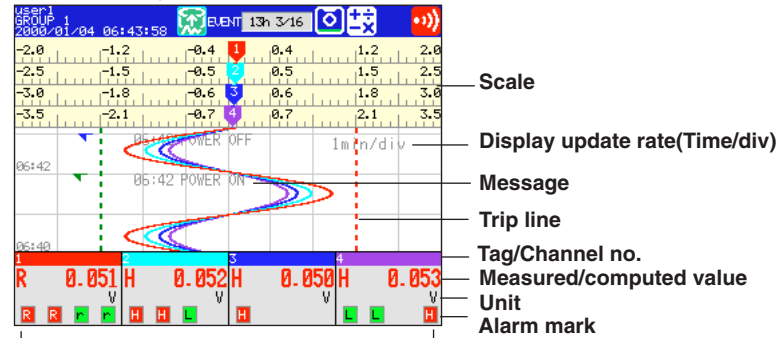 user1
GROUP 1
2000/01/04 06:43:58 EVENT 13h 3/16
-2.0 -1.2 -0.4 1 0.4 1.2 2.0
-2.5 -1.5 -0.5 2 0.5 1.5 2.5
-3.0 -1.8 -0.6 3 0.6 1.8 3.0
-3.5 -2.1 -0.7 4 0.7 2.1 3.5
Scale
POWER OFF 1min/div
Display update rate(Time/div)
06:42
06:42 POWER ON
Message
Trip line
06:40
1 2 3 4
Tag/Channel no.
R 0.051 H 0.052 H 0.050 H 0.053
Measured/computed value
V V V V
Unit
R R r r H H L H L L H
Alarm mark